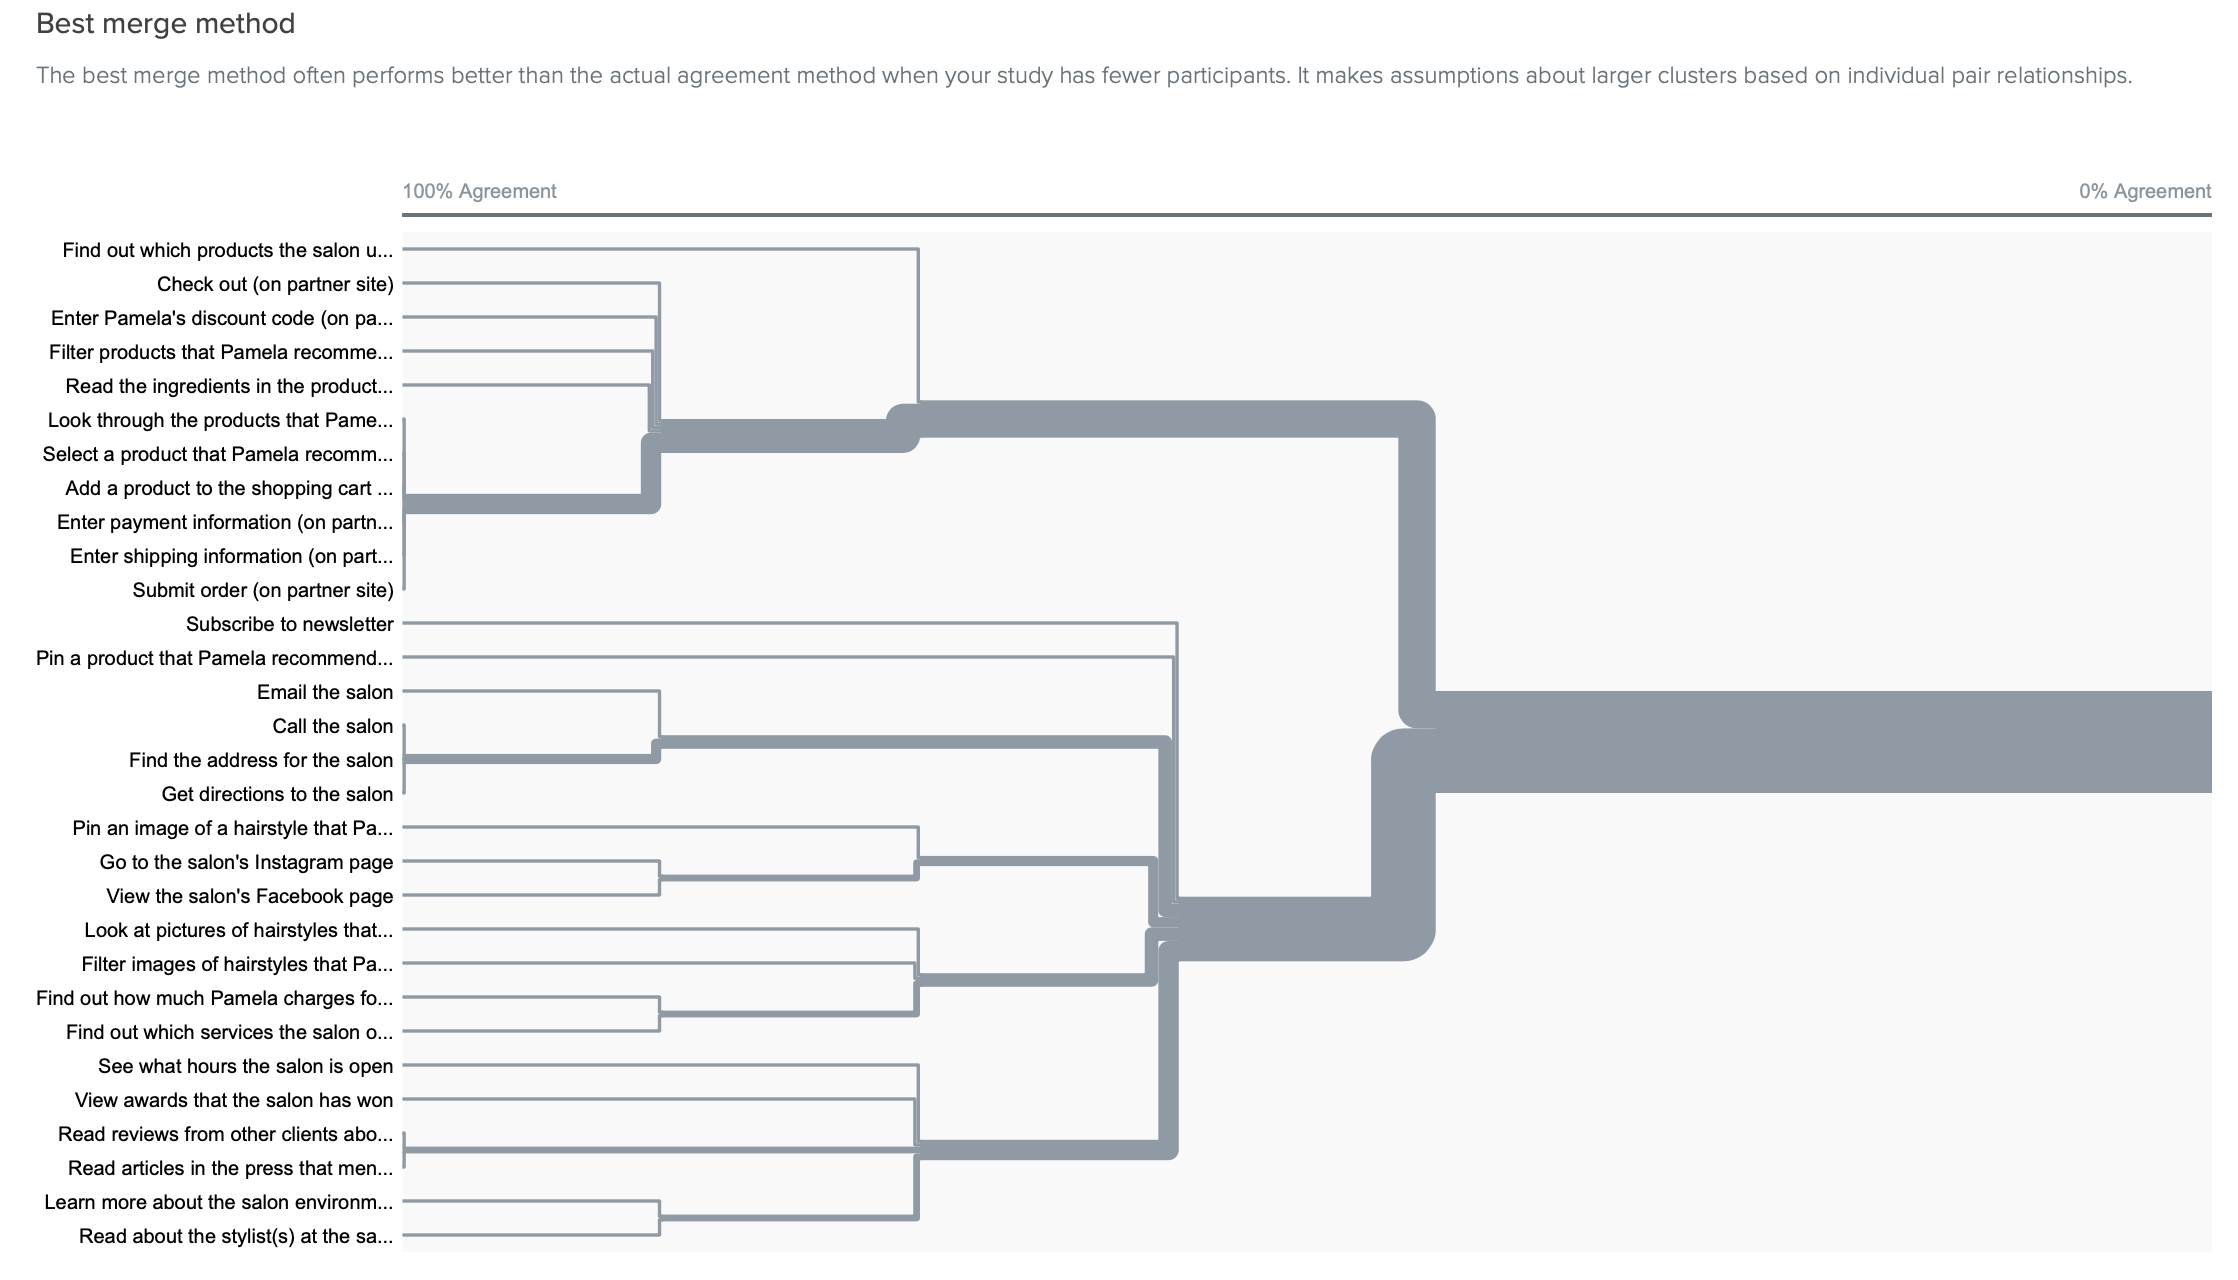 Best merge method
The best merge method often performs better than the actual agreement method when your study has fewer participants. It makes assumptions about larger clusters based on individual pair relationships.
100% Agreement
0% Agreement
Find out which products the salon u...
Check out (on partner site)
Enter Pamela's discount code (on pa...
Filter products that Pamela recomme...
Read the ingredients in the product...
Look through the products that Pame...
Select a product that Pamela recomm...
Add a product to the shopping cart ...
Enter payment information (on partn...
Enter shipping information (on part...
Submit order (on partner site)
Subscribe to newsletter
Pin a product that Pamela recommend...
Email the salon
Call the salon
Find the address for the salon
Get directions to the salon
Pin an image of a hairstyle that Pa...
Go to the salon's Instagram page
View the salon's Facebook page
Look at pictures of hairstyles that...
Filter images of hairstyles that Pa...
Find out how much Pamela charges fo...
Find out which services the salon o...
See what hours the salon is open
View awards that the salon has won
Read reviews from other clients abo...
Read articles in the press that men...
Learn more about the salon environm...
Read about the stylist(s) at the sa...